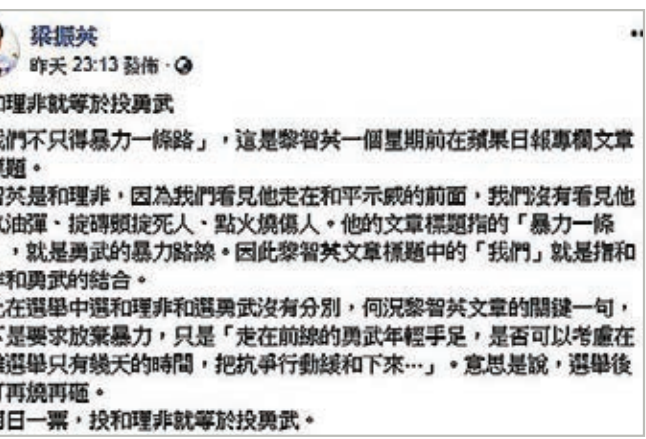 梁振英
昨天 23:13 發佈 ·
和理非就等於投勇武
我們不只得暴力一條路」，這是黎智英一個星期前在蘋果日報專欄文章
標題。
智英是和理非，因為我們看見他走在和平示威的前面，我們沒有看見他
汽油彈、掟磚頭掟死人、點火燒傷人。他的文章標題指的「暴力一條
」，就是勇武的暴力路線。因此黎智英文章標題中的「我們」就是指和
非和勇武的結合。
此在選舉中選和理非和選勇武沒有分別，何況黎智英文章的關鍵一句，
不是要求放棄暴力，只是「走在前線的勇武年輕手足，是否可以考慮在
離選舉只有幾天的時間，把抗爭行動緩和下來…」。意思是說，選舉後
可再燒再砸。
明日一票，投和理非就等於投勇武。